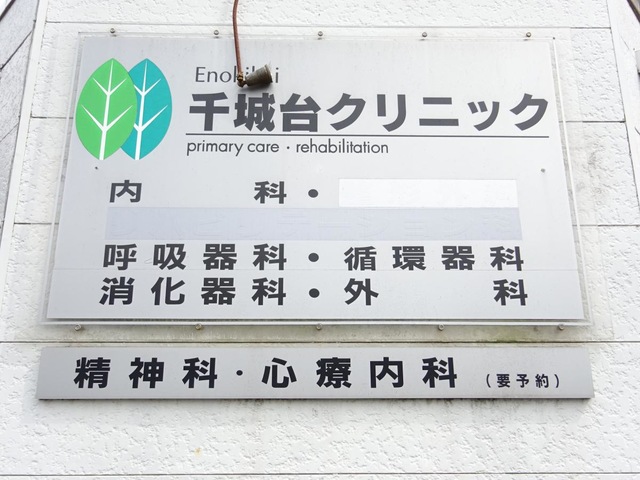 千城台クリニック
primary care・rehabilitation
内科・
呼吸器科・循環器科
消化器科・外科
精神科・心療内科（要予約）